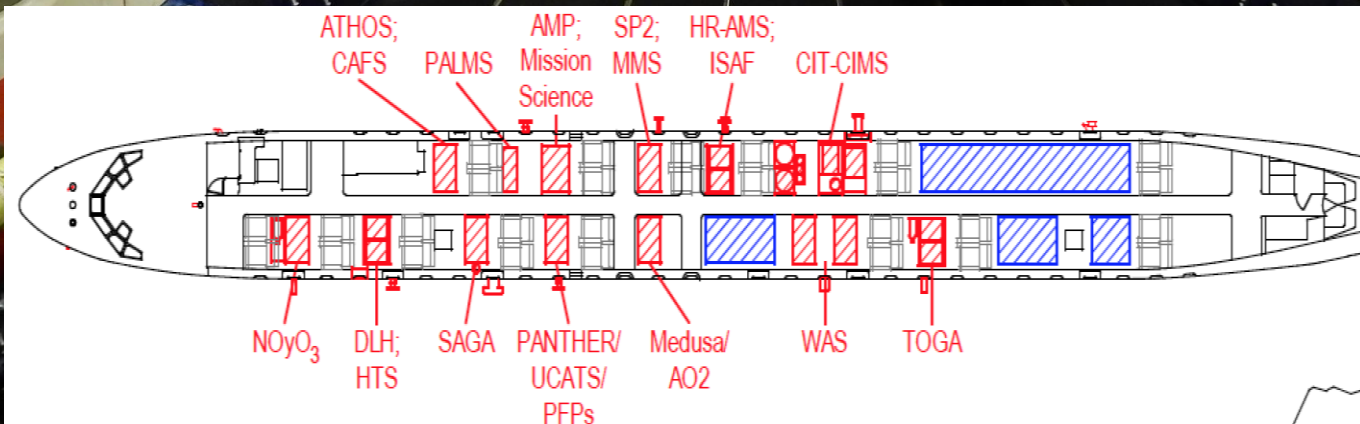 ATHOS;
CAFS
PALMS
AMP;
Mission
Science
SP2;
MMS
HR-AMS;
ISAF
CIT-CIMS
NOyO3
DLH;
HTS
SAGA
PANTHER/
UCATS/
PFPs
Medusa/
AO2
WAS
TOGA